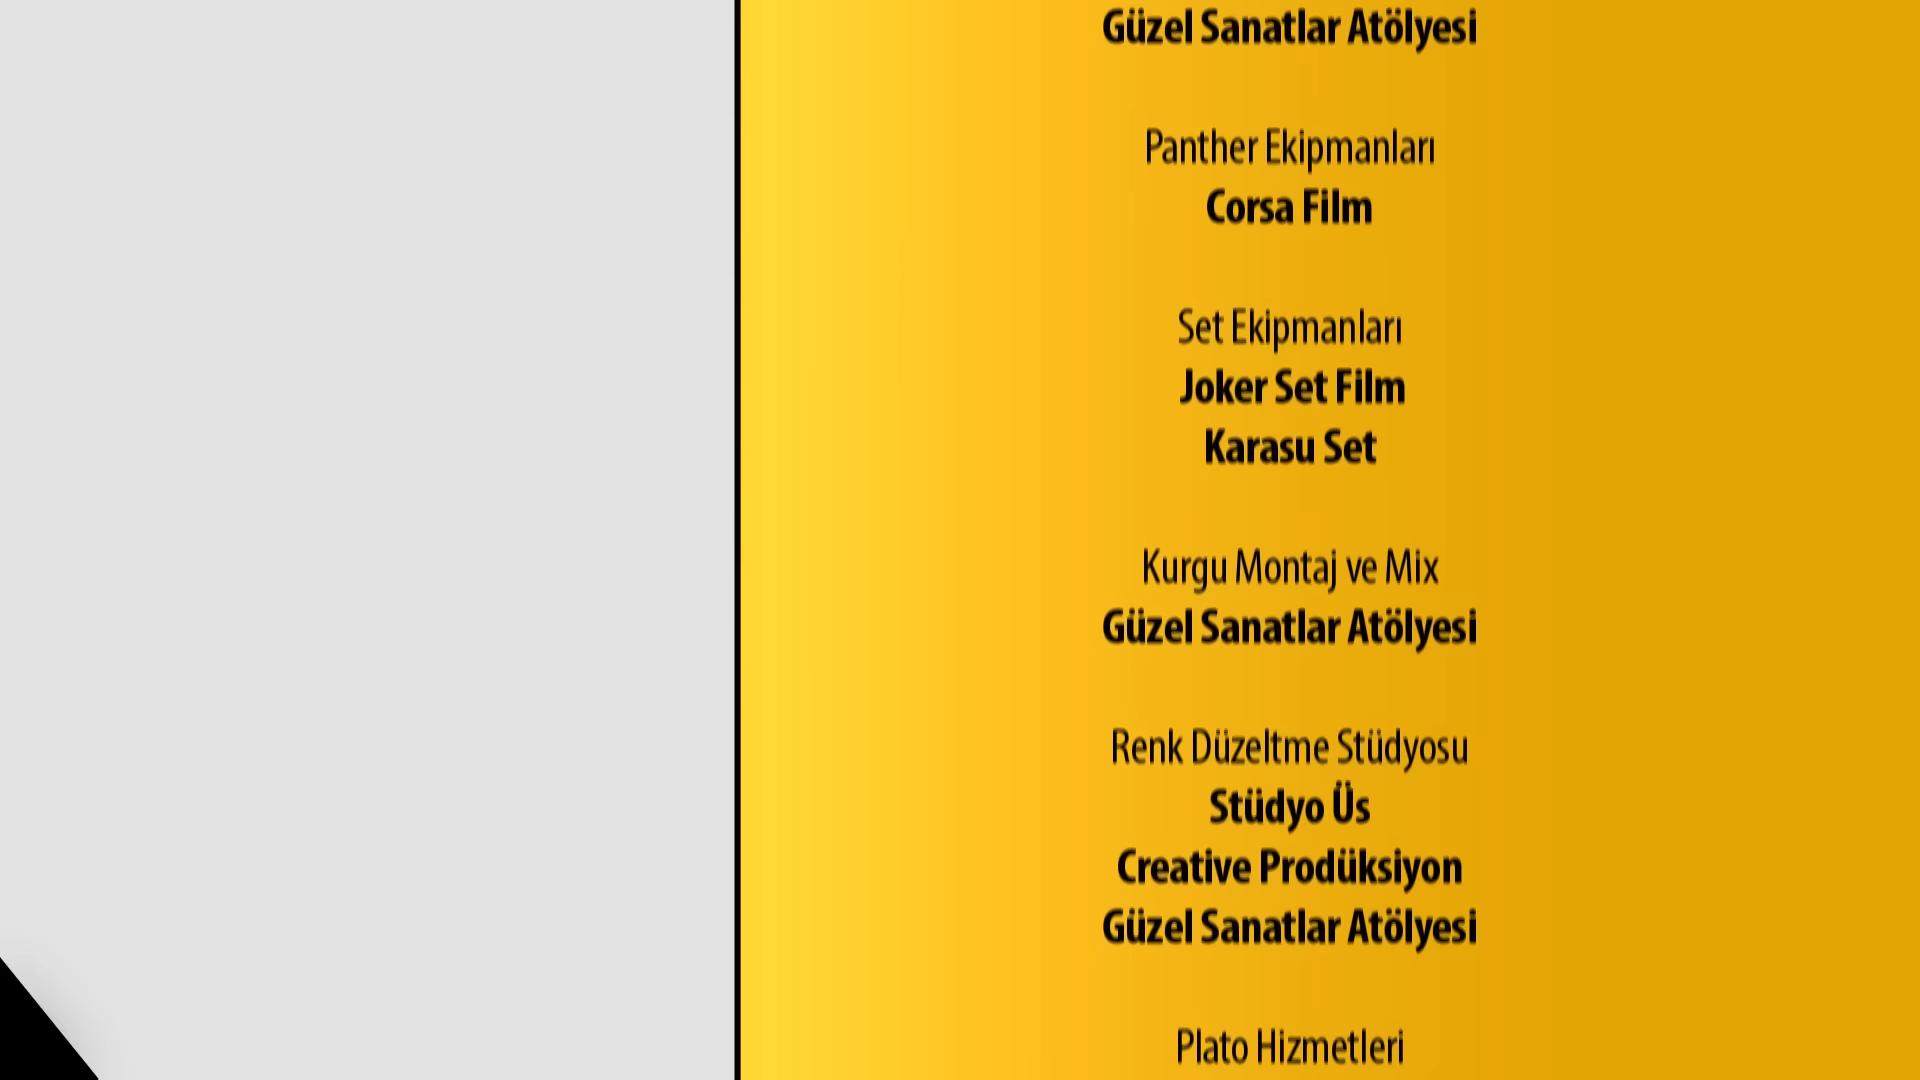 Güzel Sanatlar Atölyesi
Panther Ekipmanları
Corsa Film
Set Ekipmanları
Joker Set Film
Karasu Set
Kurgu Montaj ve Mix
Güzel Sanatlar Atölyesi
Renk Düzeltme Stüdyosu
Stüdyo Üs
Creative Prodüksiyon
Güzel Sanatlar Atölyesi
Plato Hizmetleri